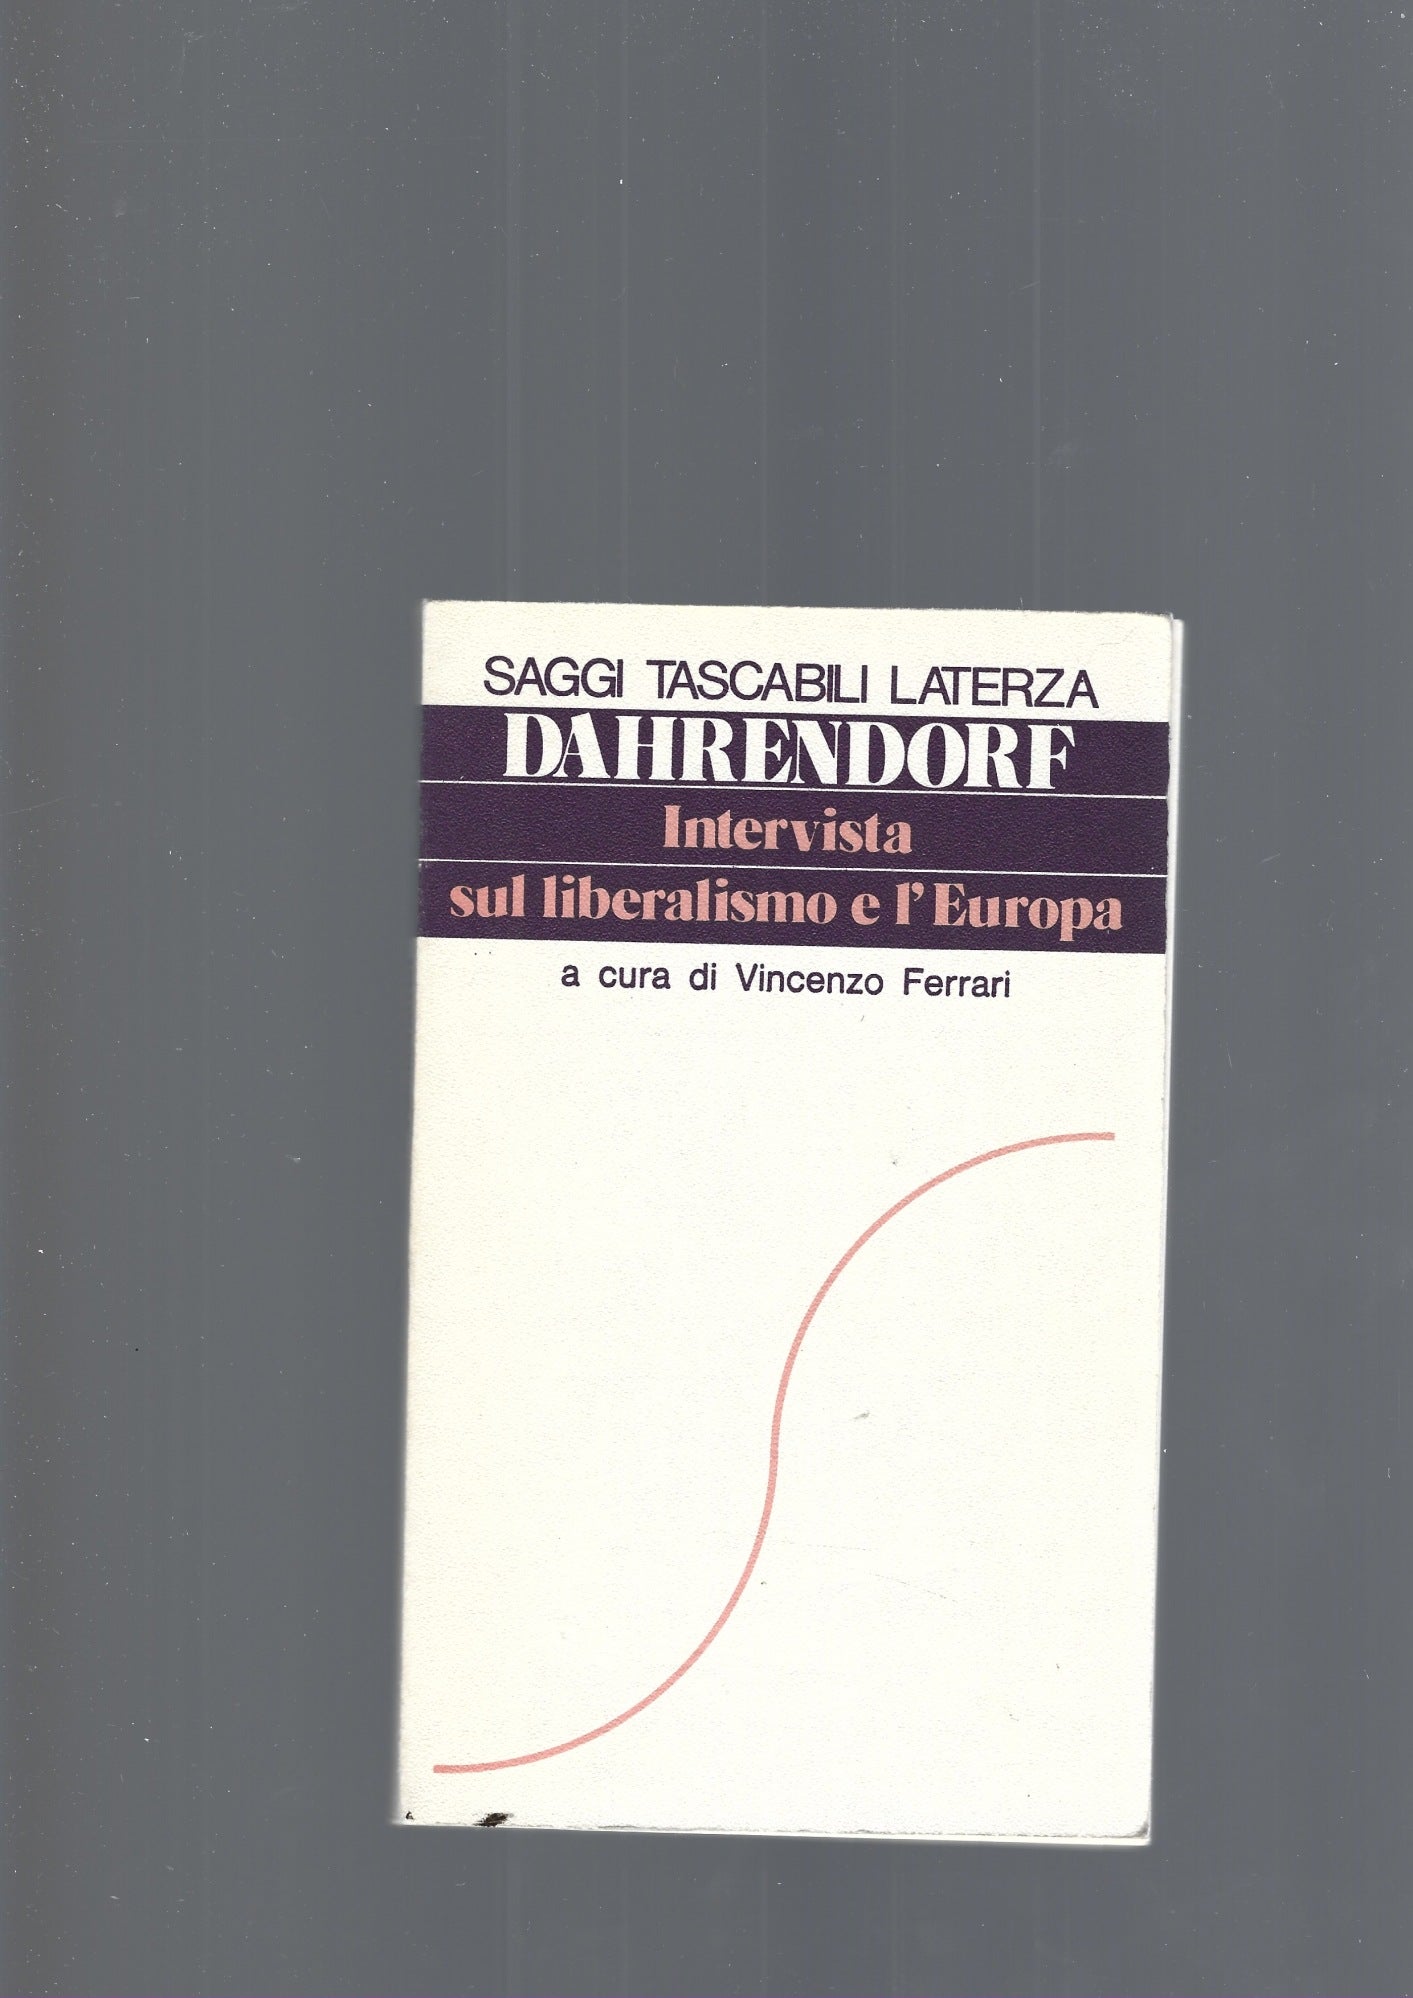 SAGGI TASCABILI LATERZA
DAHRENDORF
Intervista
sul liberalismo e l'Europa
a cura di Vincenzo Ferrari